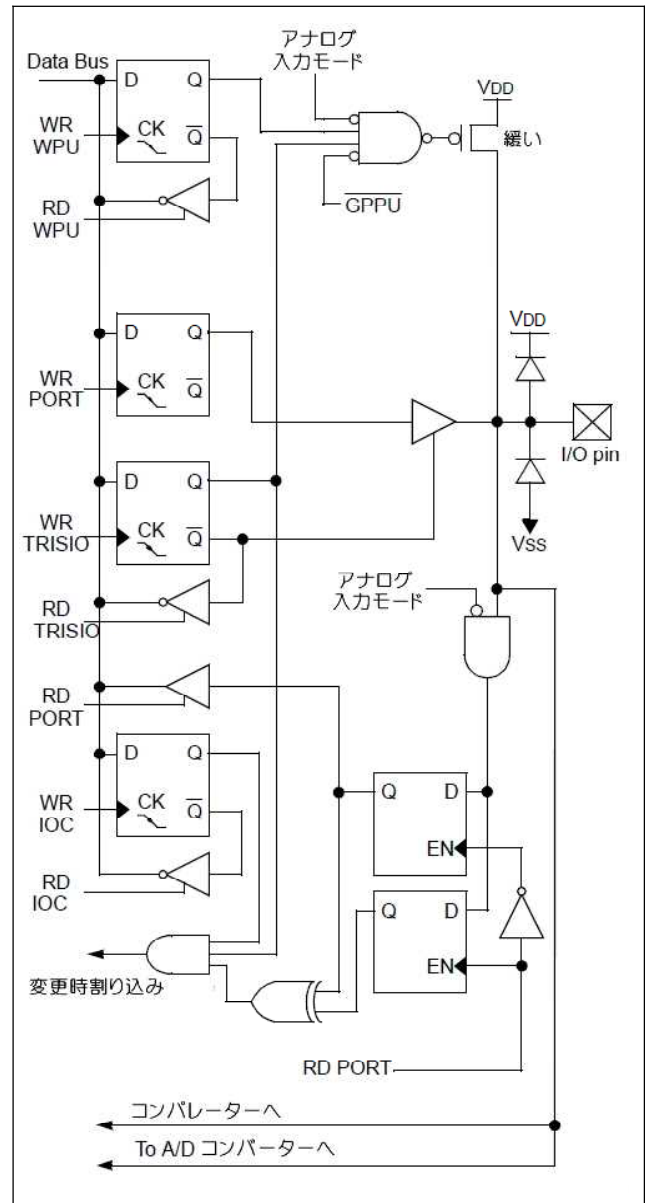 アナログ
入力モード
Data Bus
D Q
VDD
WR
WPU
CK Q
緩い
RD
WPU
GPPU
D Q
VDD
WR
PORT
CK Q
I/O pin
D Q
WR
TRISIO
CK Q
VSS
アナログ
入力モード
RD
TRISIO
RD
PORT
D Q
Q D
WR
IOC
CK Q
EN
RD
IOC
Q D
変更時割り込み
EN
RD PORT
コンパレーターへ
To A/D コンバーターへ